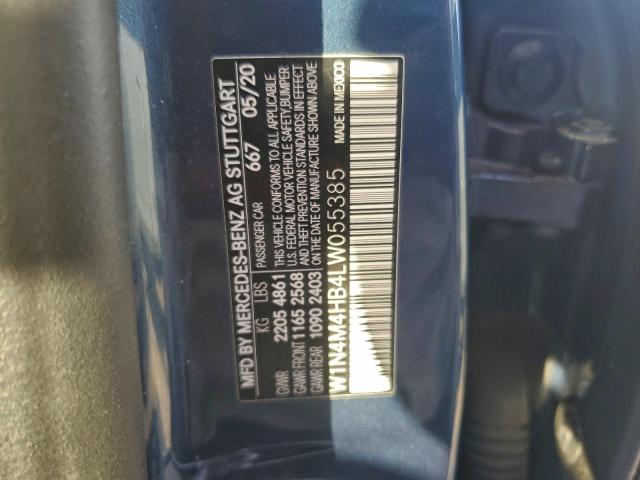 MFD BY MERCEDES-BENZ AG STUTTGART
PASSENGER CAR 667 05/20
KG LBS
GVWR 2205 4861
GAWR FRONT 1165 2568
GAWR REAR 1090 2403
THIS VEHICLE CONFORMS TO ALL APPLICABLE
U.S. FEDERAL MOTOR VEHICLE SAFETY, BUMPER,
AND THEFT PREVENTION STANDARDS IN EFFECT
ON THE DATE OF MANUFACTURE SHOWN ABOVE
W1N4M4HB4LW055385
MADE IN MEXICO